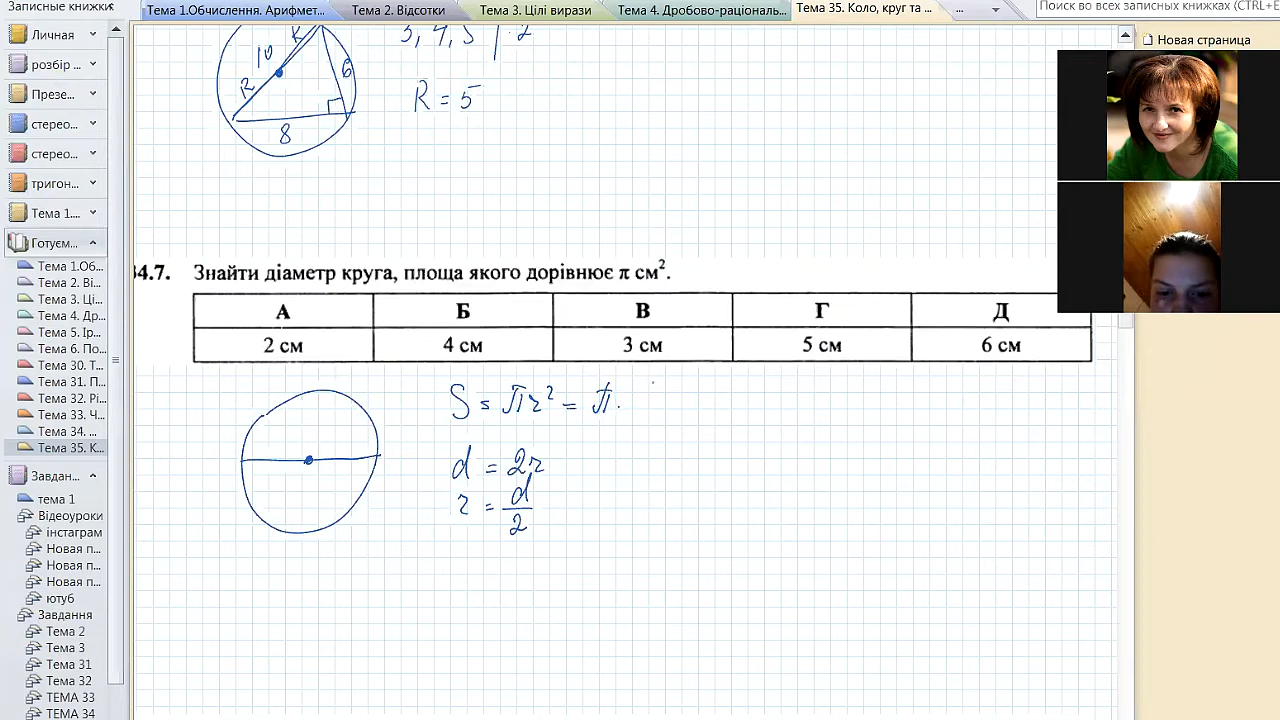 Записные книжки
Тема 1.Обчислення. Арифмет...
Тема 2. Відсотки
Тема 3. Цілі вирази
Тема 4. Дробово-раціональ...
Тема 35. Коло, круг та ...
...
Поиск во всех записных книжках (CTRL+E
Новая страница
Личная
розбір ...
Презе...
стерео...
стерео...
тригон...
Тема 1...
Готуєм...
Тема 1.Об...
Тема 2. Ві...
Тема 3. Ці...
Тема 4. Др...
Тема 5. Ір...
Тема 6. По...
Тема 30. Т...
Тема 31. П...
Тема 32. Рі...
Тема 33. Ч...
Тема 34. ...
Тема 35. К...
Завдан...
тема 1
Відеоуроки
інстаграм
Новая п...
Новая п...
Новая п...
ютуб
Завдання
Тема 2
Тема 3
Тема 31
Тема 32
ТЕМА 33
ТЕМА 34
3, 4, 5 | · 2
10 R 6
R
8
R = 5
34.7. Знайти діаметр круга, площа якого дорівнює π см².
А Б В Г Д
2 см 4 см 3 см 5 см 6 см
S = πr² = π.
d = 2r
r = d/2